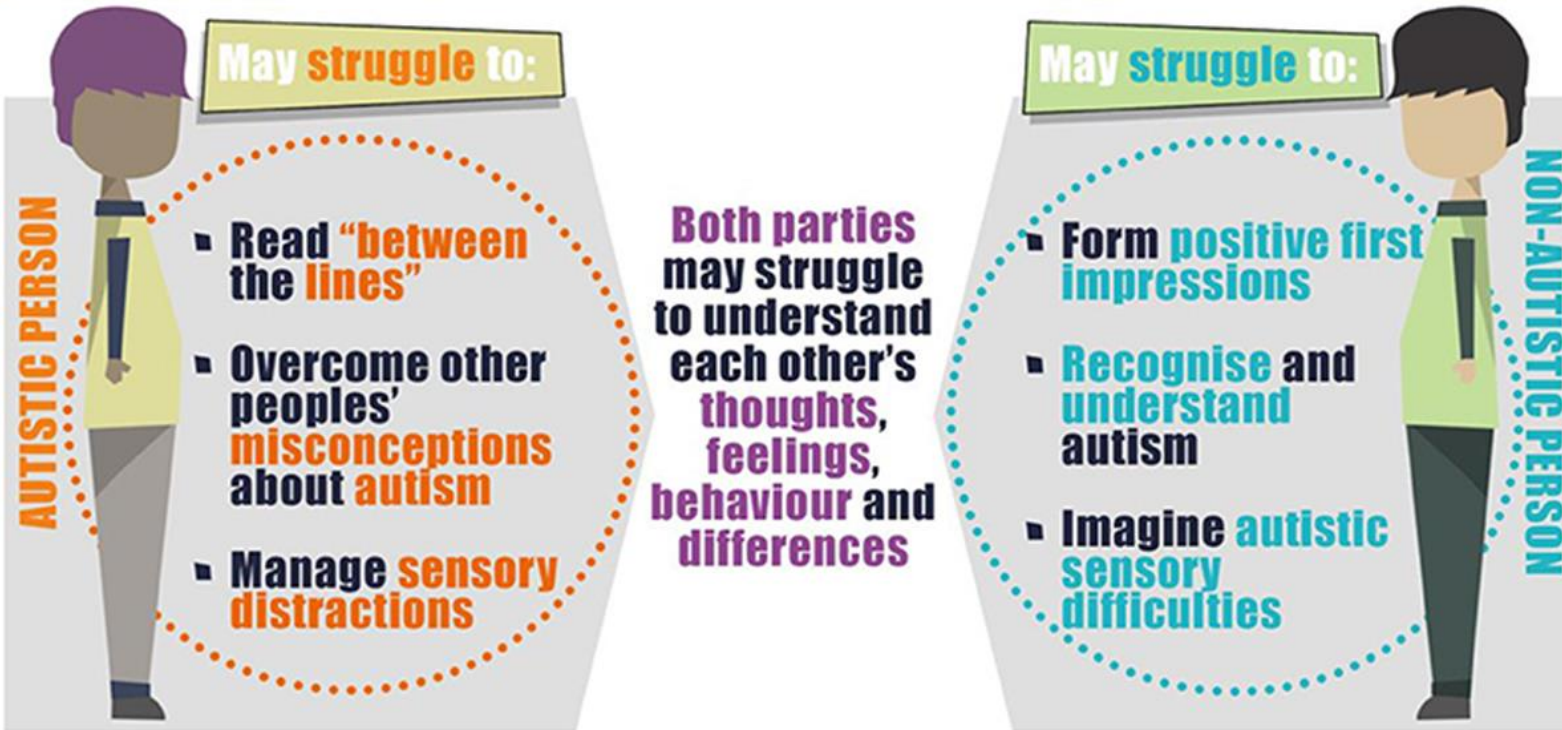 May struggle to:
AUTISTIC PERSON
▪ Read “between
the lines”
▪ Overcome other
peoples’
misconceptions
about autism
▪ Manage sensory
distractions
Both parties
may struggle
to understand
each other’s
thoughts,
feelings,
behaviour and
differences
May struggle to:
▪ Form positive first
impressions
▪ Recognise and
understand
autism
▪ Imagine autistic
sensory
difficulties
NON-AUTISTIC PERSON